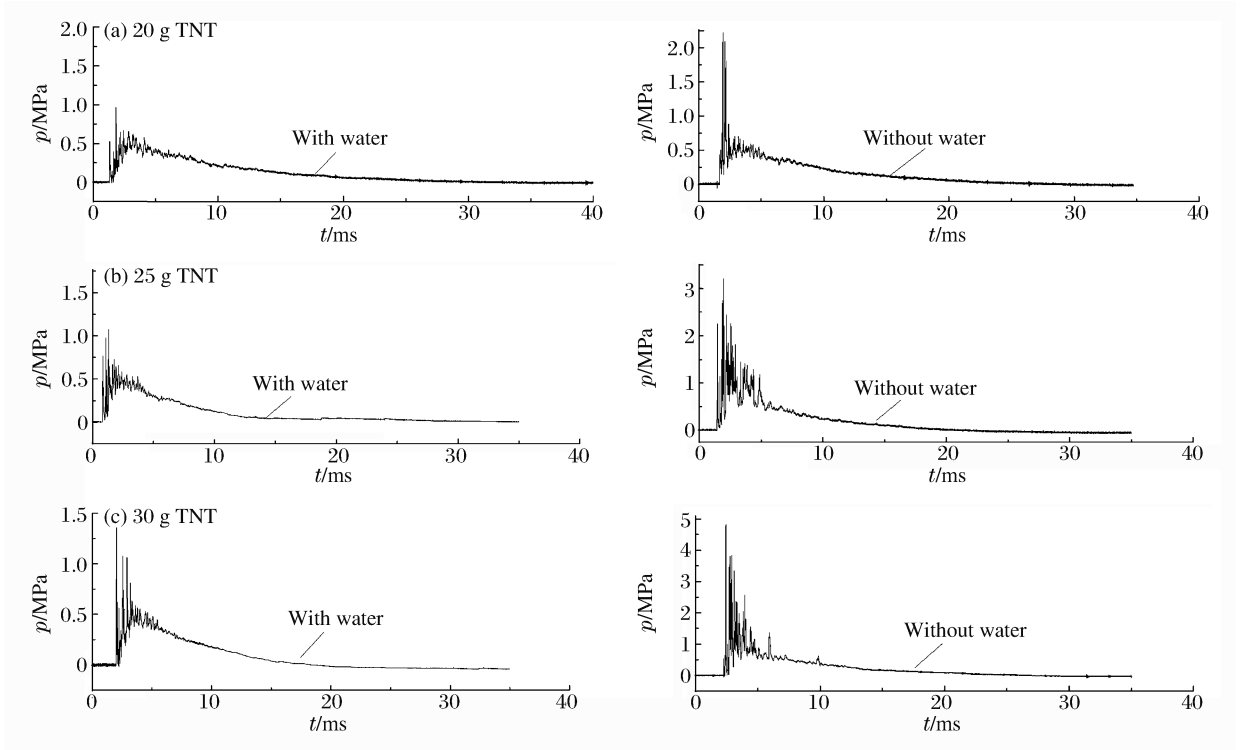 (a) 20 g TNT
p/MPa
2.0
1.5
1.0
0.5
0
With water
0 10 20 30 40
t/ms
p/MPa
2.0
1.5
1.0
0.5
0
Without water
0 10 20 30 40
t/ms
(b) 25 g TNT
p/MPa
1.5
1.0
0.5
0
With water
0 10 20 30 40
t/ms
p/MPa
3
2
1
0
Without water
0 10 20 30 40
t/ms
(c) 30 g TNT
p/MPa
1.5
1.0
0.5
0
With water
0 10 20 30 40
t/ms
p/MPa
5
4
3
2
1
0
Without water
0 10 20 30 40
t/ms